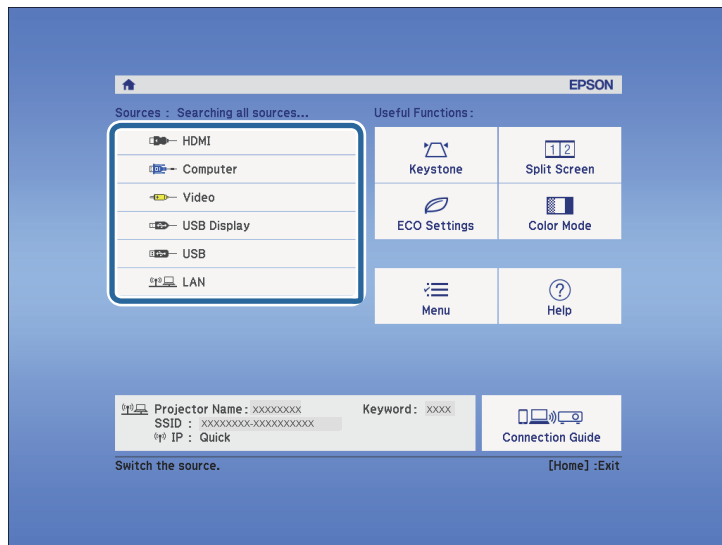 EPSON
Sources : Searching all sources...
Useful Functions :
HDMI
Computer
Video
USB Display
USB
LAN
Keystone
1 2
Split Screen
ECO Settings
Color Mode
Menu
?
Help
Projector Name : XXXXXXXX
Keyword : XXXX
SSID : XXXXXXXX-XXXXXXXXXX
IP : Quick
Connection Guide
Switch the source.
[Home] :Exit